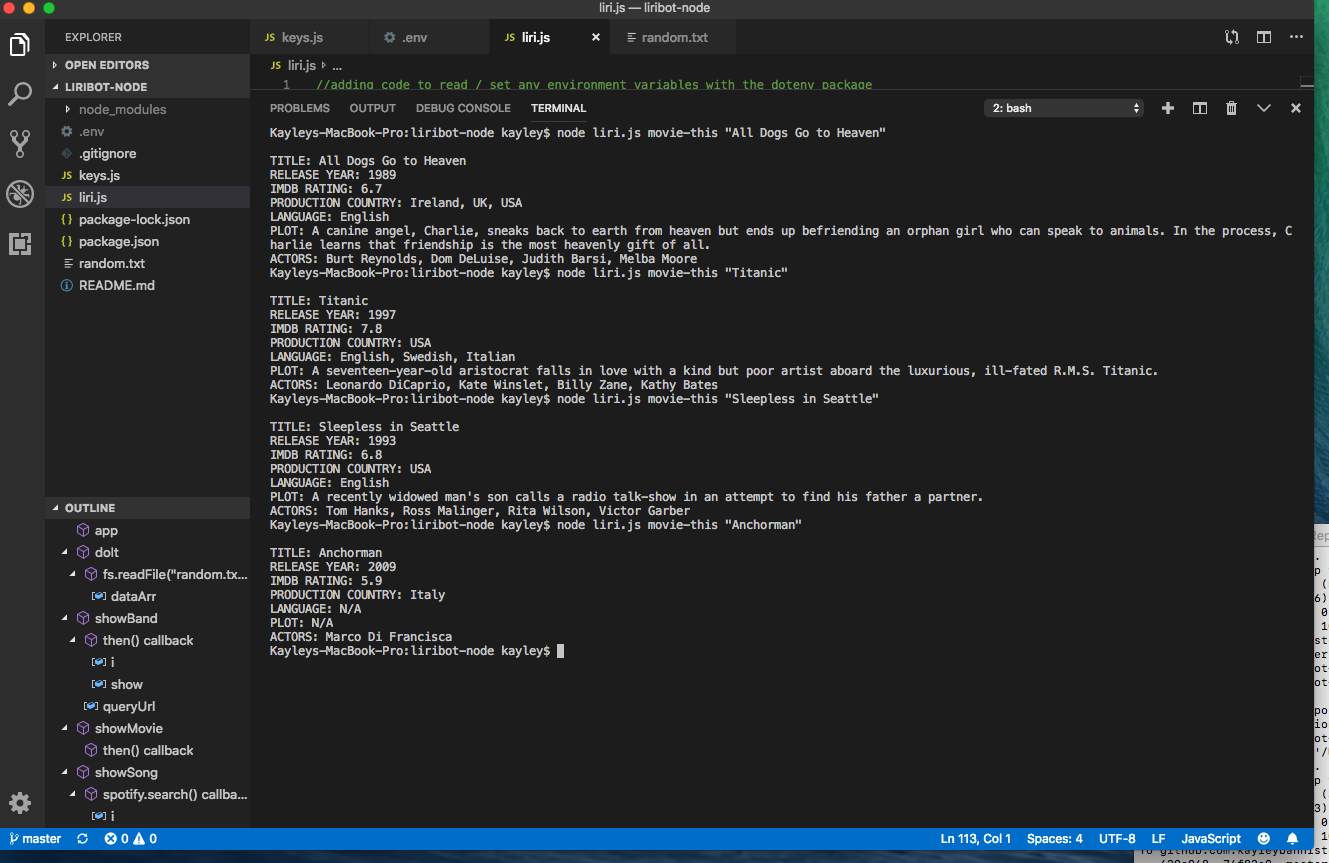 liri.js — liribot-node
EXPLORER
OPEN EDITORS
LIRIBOT-NODE
node_modules
.env
.gitignore
JS keys.js
JS liri.js
{} package-lock.json
{} package.json
random.txt
README.md
OUTLINE
app
doIt
fs.readFile("random.tx...
dataArr
showBand
then() callback
i
show
queryUrl
showMovie
then() callback
showSong
spotify.search() callba...
i
JS keys.js
.env
JS liri.js
random.txt
JS liri.js ...
1 //adding code to read / set any environment variables with the dotenv package
PROBLEMS OUTPUT DEBUG CONSOLE TERMINAL
2: bash
Kayleys-MacBook-Pro:liribot-node kayley$ node liri.js movie-this "All Dogs Go to Heaven"
TITLE: All Dogs Go to Heaven
RELEASE YEAR: 1989
IMDB RATING: 6.7
PRODUCTION COUNTRY: Ireland, UK, USA
LANGUAGE: English
PLOT: A canine angel, Charlie, sneaks back to earth from heaven but ends up befriending an orphan girl who can speak to animals. In the process, C
harlie learns that friendship is the most heavenly gift of all.
ACTORS: Burt Reynolds, Dom DeLuise, Judith Barsi, Melba Moore
Kayleys-MacBook-Pro:liribot-node kayley$ node liri.js movie-this "Titanic"
TITLE: Titanic
RELEASE YEAR: 1997
IMDB RATING: 7.8
PRODUCTION COUNTRY: USA
LANGUAGE: English, Swedish, Italian
PLOT: A seventeen-year-old aristocrat falls in love with a kind but poor artist aboard the luxurious, ill-fated R.M.S. Titanic.
ACTORS: Leonardo DiCaprio, Kate Winslet, Billy Zane, Kathy Bates
Kayleys-MacBook-Pro:liribot-node kayley$ node liri.js movie-this "Sleepless in Seattle"
TITLE: Sleepless in Seattle
RELEASE YEAR: 1993
IMDB RATING: 6.8
PRODUCTION COUNTRY: USA
LANGUAGE: English
PLOT: A recently widowed man's son calls a radio talk-show in an attempt to find his father a partner.
ACTORS: Tom Hanks, Ross Malinger, Rita Wilson, Victor Garber
Kayleys-MacBook-Pro:liribot-node kayley$ node liri.js movie-this "Anchorman"
TITLE: Anchorman
RELEASE YEAR: 2009
IMDB RATING: 5.9
PRODUCTION COUNTRY: Italy
LANGUAGE: N/A
PLOT: N/A
ACTORS: Marco Di Francisca
Kayleys-MacBook-Pro:liribot-node kayley$
master
0 0
Ln 113, Col 1 Spaces: 4 UTF-8 LF JavaScript